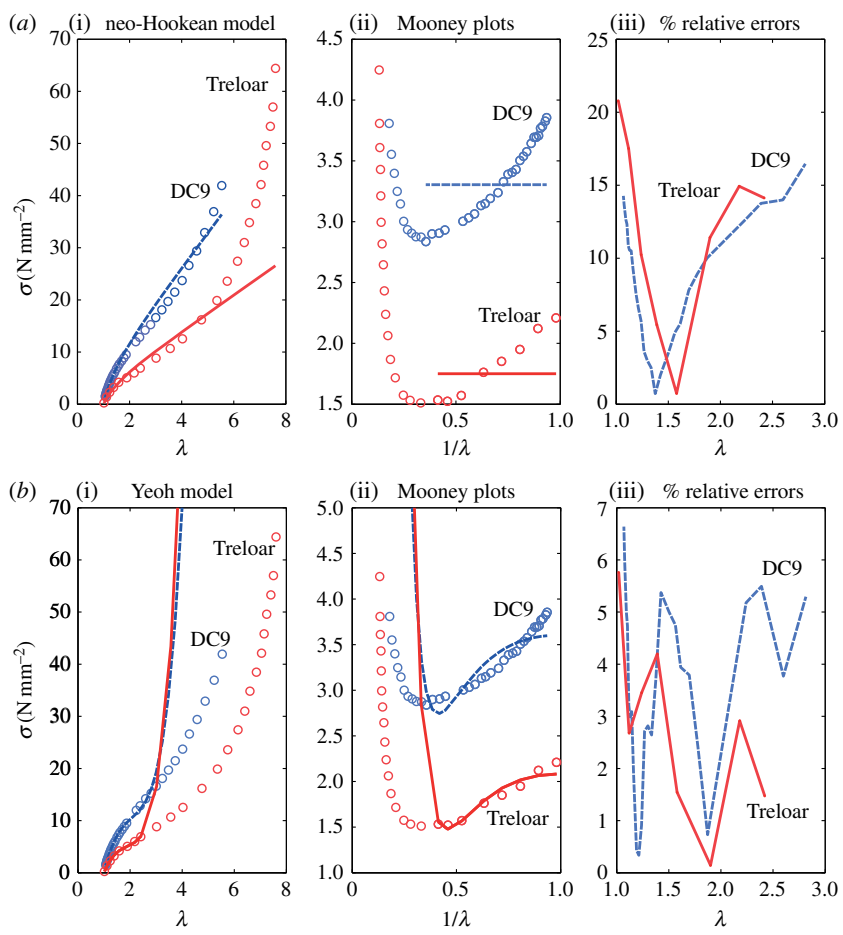 (a) (i) neo-Hookean model (ii) Mooney plots (iii) % relative errors
70 4.5 25
60 Treloar 4.0 DC9 20
50
40 DC9 3.5 15 Treloar DC9
σ (N mm−2)
30 3.0 10
20 2.5
10 2.0 Treloar 5
0 1.5 0
0 2 4 6 8 0 0.5 1.0 1.0 1.5 2.0 2.5 3.0
λ 1/λ λ
(b) (i) Yeoh model (ii) Mooney plots (iii) % relative errors
70 5.0 7
60 Treloar 4.5 DC9 6 DC9
50 4.0 5
40 DC9 3.5 4
σ (N mm−2)
30 3.0 3
20 2.5 2
10 2.0 Treloar 1 Treloar
0 1.5 0
1.0
0 2 4 6 8 0 0.5 1.0 1.0 1.5 2.0 2.5 3.0
λ 1/λ λ